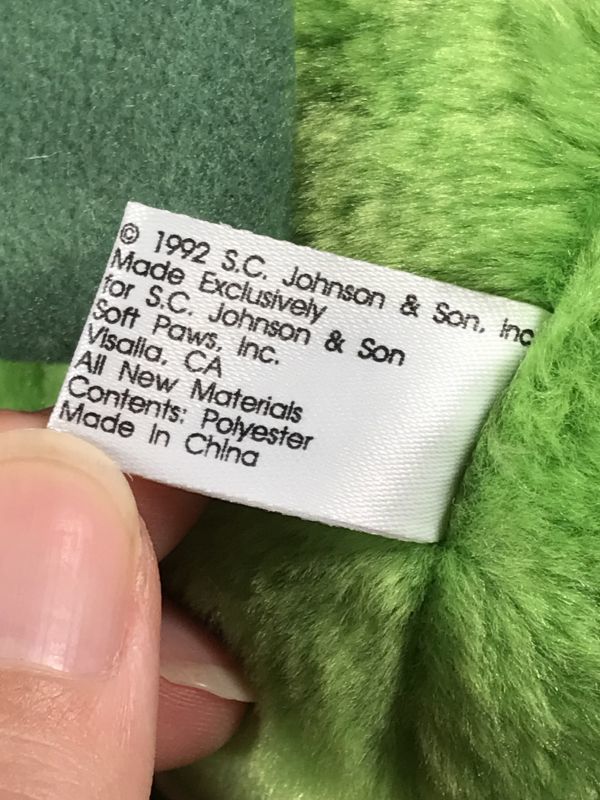 © 1992 S.C. Johnson & Son, Inc
Made Exclusively
for S.C. Johnson & Son
Soft Paws, Inc.
Visalia, CA
All New Materials
Contents: Polyester
Made in China